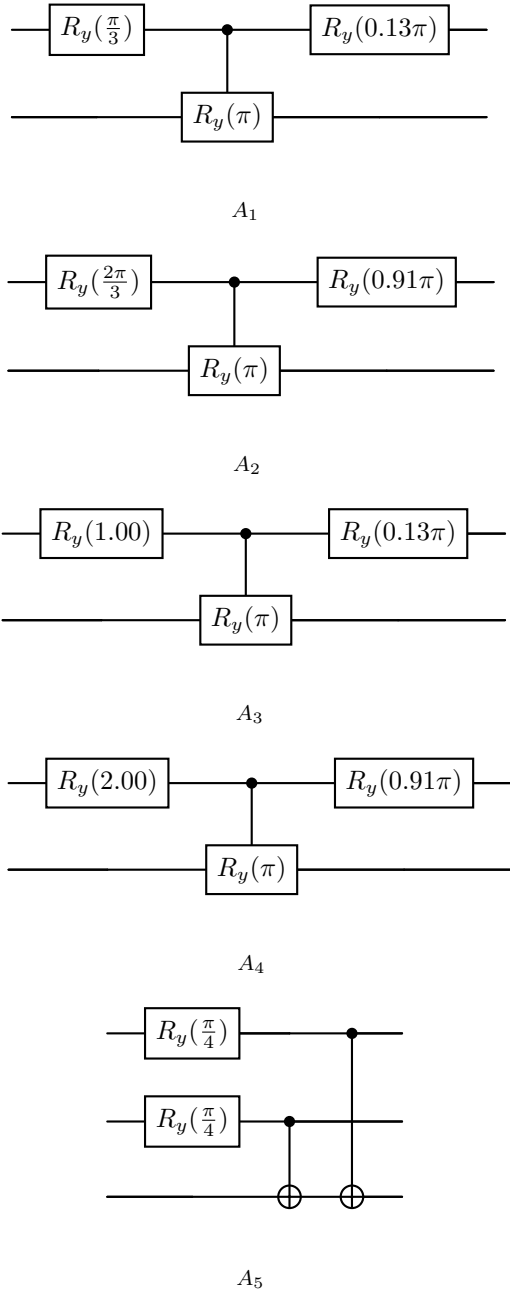 R_y(π/3) R_y(0.13π)
R_y(π)
A_1
R_y(2π/3) R_y(0.91π)
R_y(π)
A_2
R_y(1.00) R_y(0.13π)
R_y(π)
A_3
R_y(2.00) R_y(0.91π)
R_y(π)
A_4
R_y(π/4)
R_y(π/4)
A_5